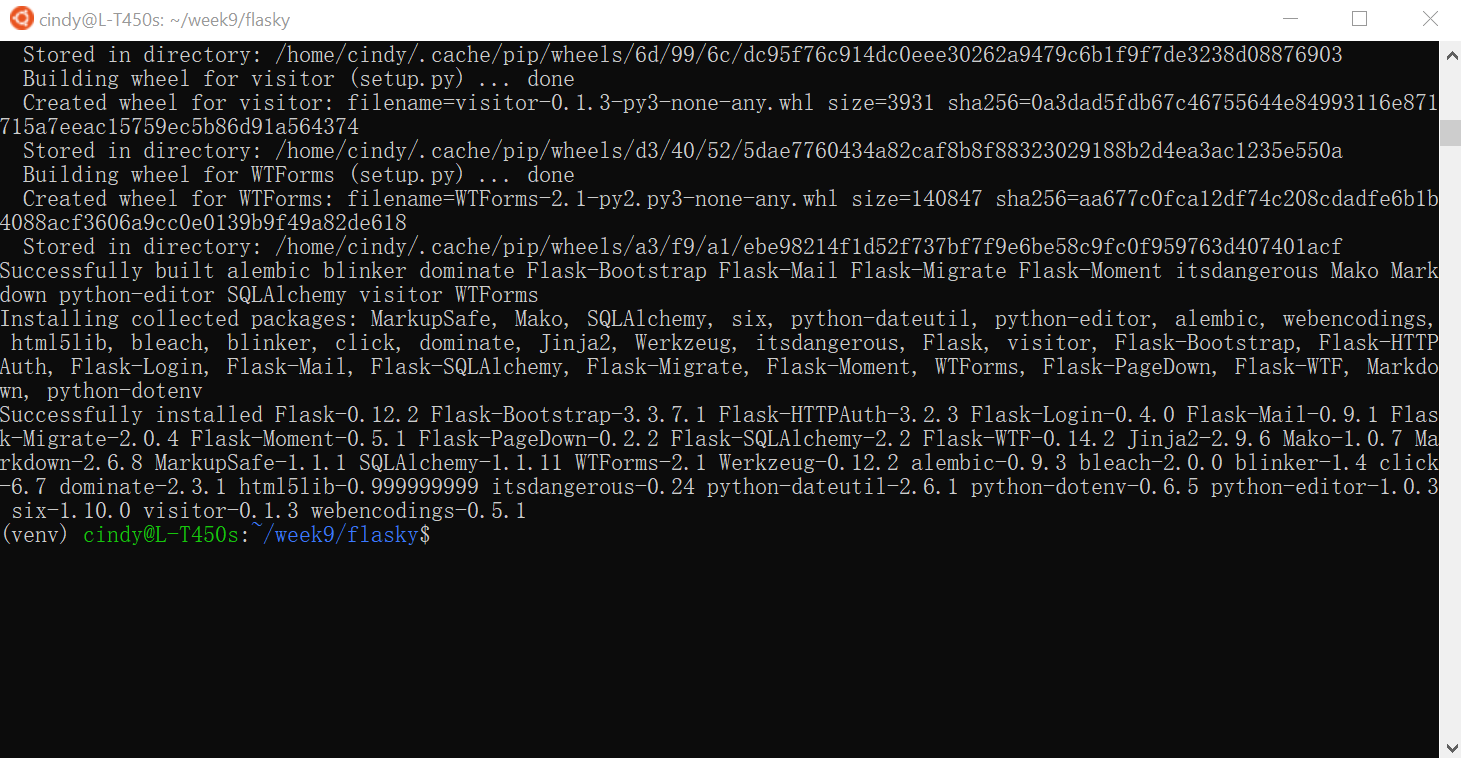 cindy@L-T450s: ~/week9/flasky
  Stored in directory: /home/cindy/.cache/pip/wheels/6d/99/6c/dc95f76c914dc0eee30262a9479c6b1f9f7de3238d08876903
  Building wheel for visitor (setup.py) ... done
  Created wheel for visitor: filename=visitor-0.1.3-py3-none-any.whl size=3931 sha256=0a3dad5fdb67c46755644e84993116e871
715a7eeac15759ec5b86d91a564374
  Stored in directory: /home/cindy/.cache/pip/wheels/d3/40/52/5dae7760434a82caf8b8f88323029188b2d4ea3ac1235e550a
  Building wheel for WTForms (setup.py) ... done
  Created wheel for WTForms: filename=WTForms-2.1-py2.py3-none-any.whl size=140847 sha256=aa677c0fca12df74c208cdadfe6b1b
4088acf3606a9cc0e0139b9f49a82de618
  Stored in directory: /home/cindy/.cache/pip/wheels/a3/f9/a1/ebe98214f1d52f737bf7f9e6be58c9fc0f959763d407401acf
Successfully built alembic blinker dominate Flask-Bootstrap Flask-Mail Flask-Migrate Flask-Moment itsdangerous Mako Mark
down python-editor SQLAlchemy visitor WTForms
Installing collected packages: MarkupSafe, Mako, SQLAlchemy, six, python-dateutil, python-editor, alembic, webencodings,
 html5lib, bleach, blinker, click, dominate, Jinja2, Werkzeug, itsdangerous, Flask, visitor, Flask-Bootstrap, Flask-HTTP
Auth, Flask-Login, Flask-Mail, Flask-SQLAlchemy, Flask-Migrate, Flask-Moment, WTForms, Flask-PageDown, Flask-WTF, Markdo
wn, python-dotenv
Successfully installed Flask-0.12.2 Flask-Bootstrap-3.3.7.1 Flask-HTTPAuth-3.2.3 Flask-Login-0.4.0 Flask-Mail-0.9.1 Flas
k-Migrate-2.0.4 Flask-Moment-0.5.1 Flask-PageDown-0.2.2 Flask-SQLAlchemy-2.2 Flask-WTF-0.14.2 Jinja2-2.9.6 Mako-1.0.7 Ma
rkdown-2.6.8 MarkupSafe-1.1.1 SQLAlchemy-1.1.11 WTForms-2.1 Werkzeug-0.12.2 alembic-0.9.3 bleach-2.0.0 blinker-1.4 click
-6.7 dominate-2.3.1 html5lib-0.999999999 itsdangerous-0.24 python-dateutil-2.6.1 python-dotenv-0.6.5 python-editor-1.0.3
 six-1.10.0 visitor-0.1.3 webencodings-0.5.1
(venv) cindy@L-T450s:~/week9/flasky$